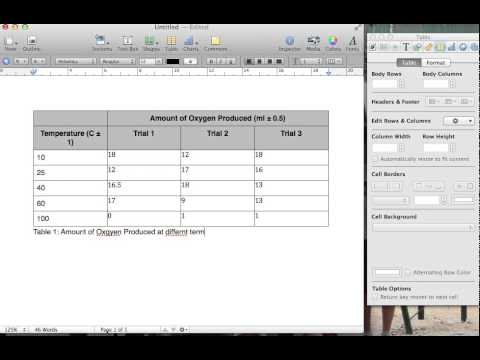 Untitled — Edited
View
Outline
Sections
Text Box
Shapes
Table
Charts
Comment
Share
Media
Colors
Fonts
Inspector
Helvetica
Regular
12
B
I
U
Table
Table
Format
Body Rows
Body Columns
Headers & Footer
Edit Rows & Columns
Column Width
Row Height
Automatically resize to fit content
Cell Borders
Cell Background
Alternating Row Color
Table Options
Return key moves to next cell
Amount of Oxygen Produced (ml ± 0.5)
Temperature (C ± 1)
Trial 1
Trial 2
Trial 3
10 18 12 18
25 12 17 16
40 16.5 18 13
60 17 9 13
100 0 1 1
Table 1: Amount of Oxgyen Produced at differnt term
125%
46 Words
Page 1 of 1